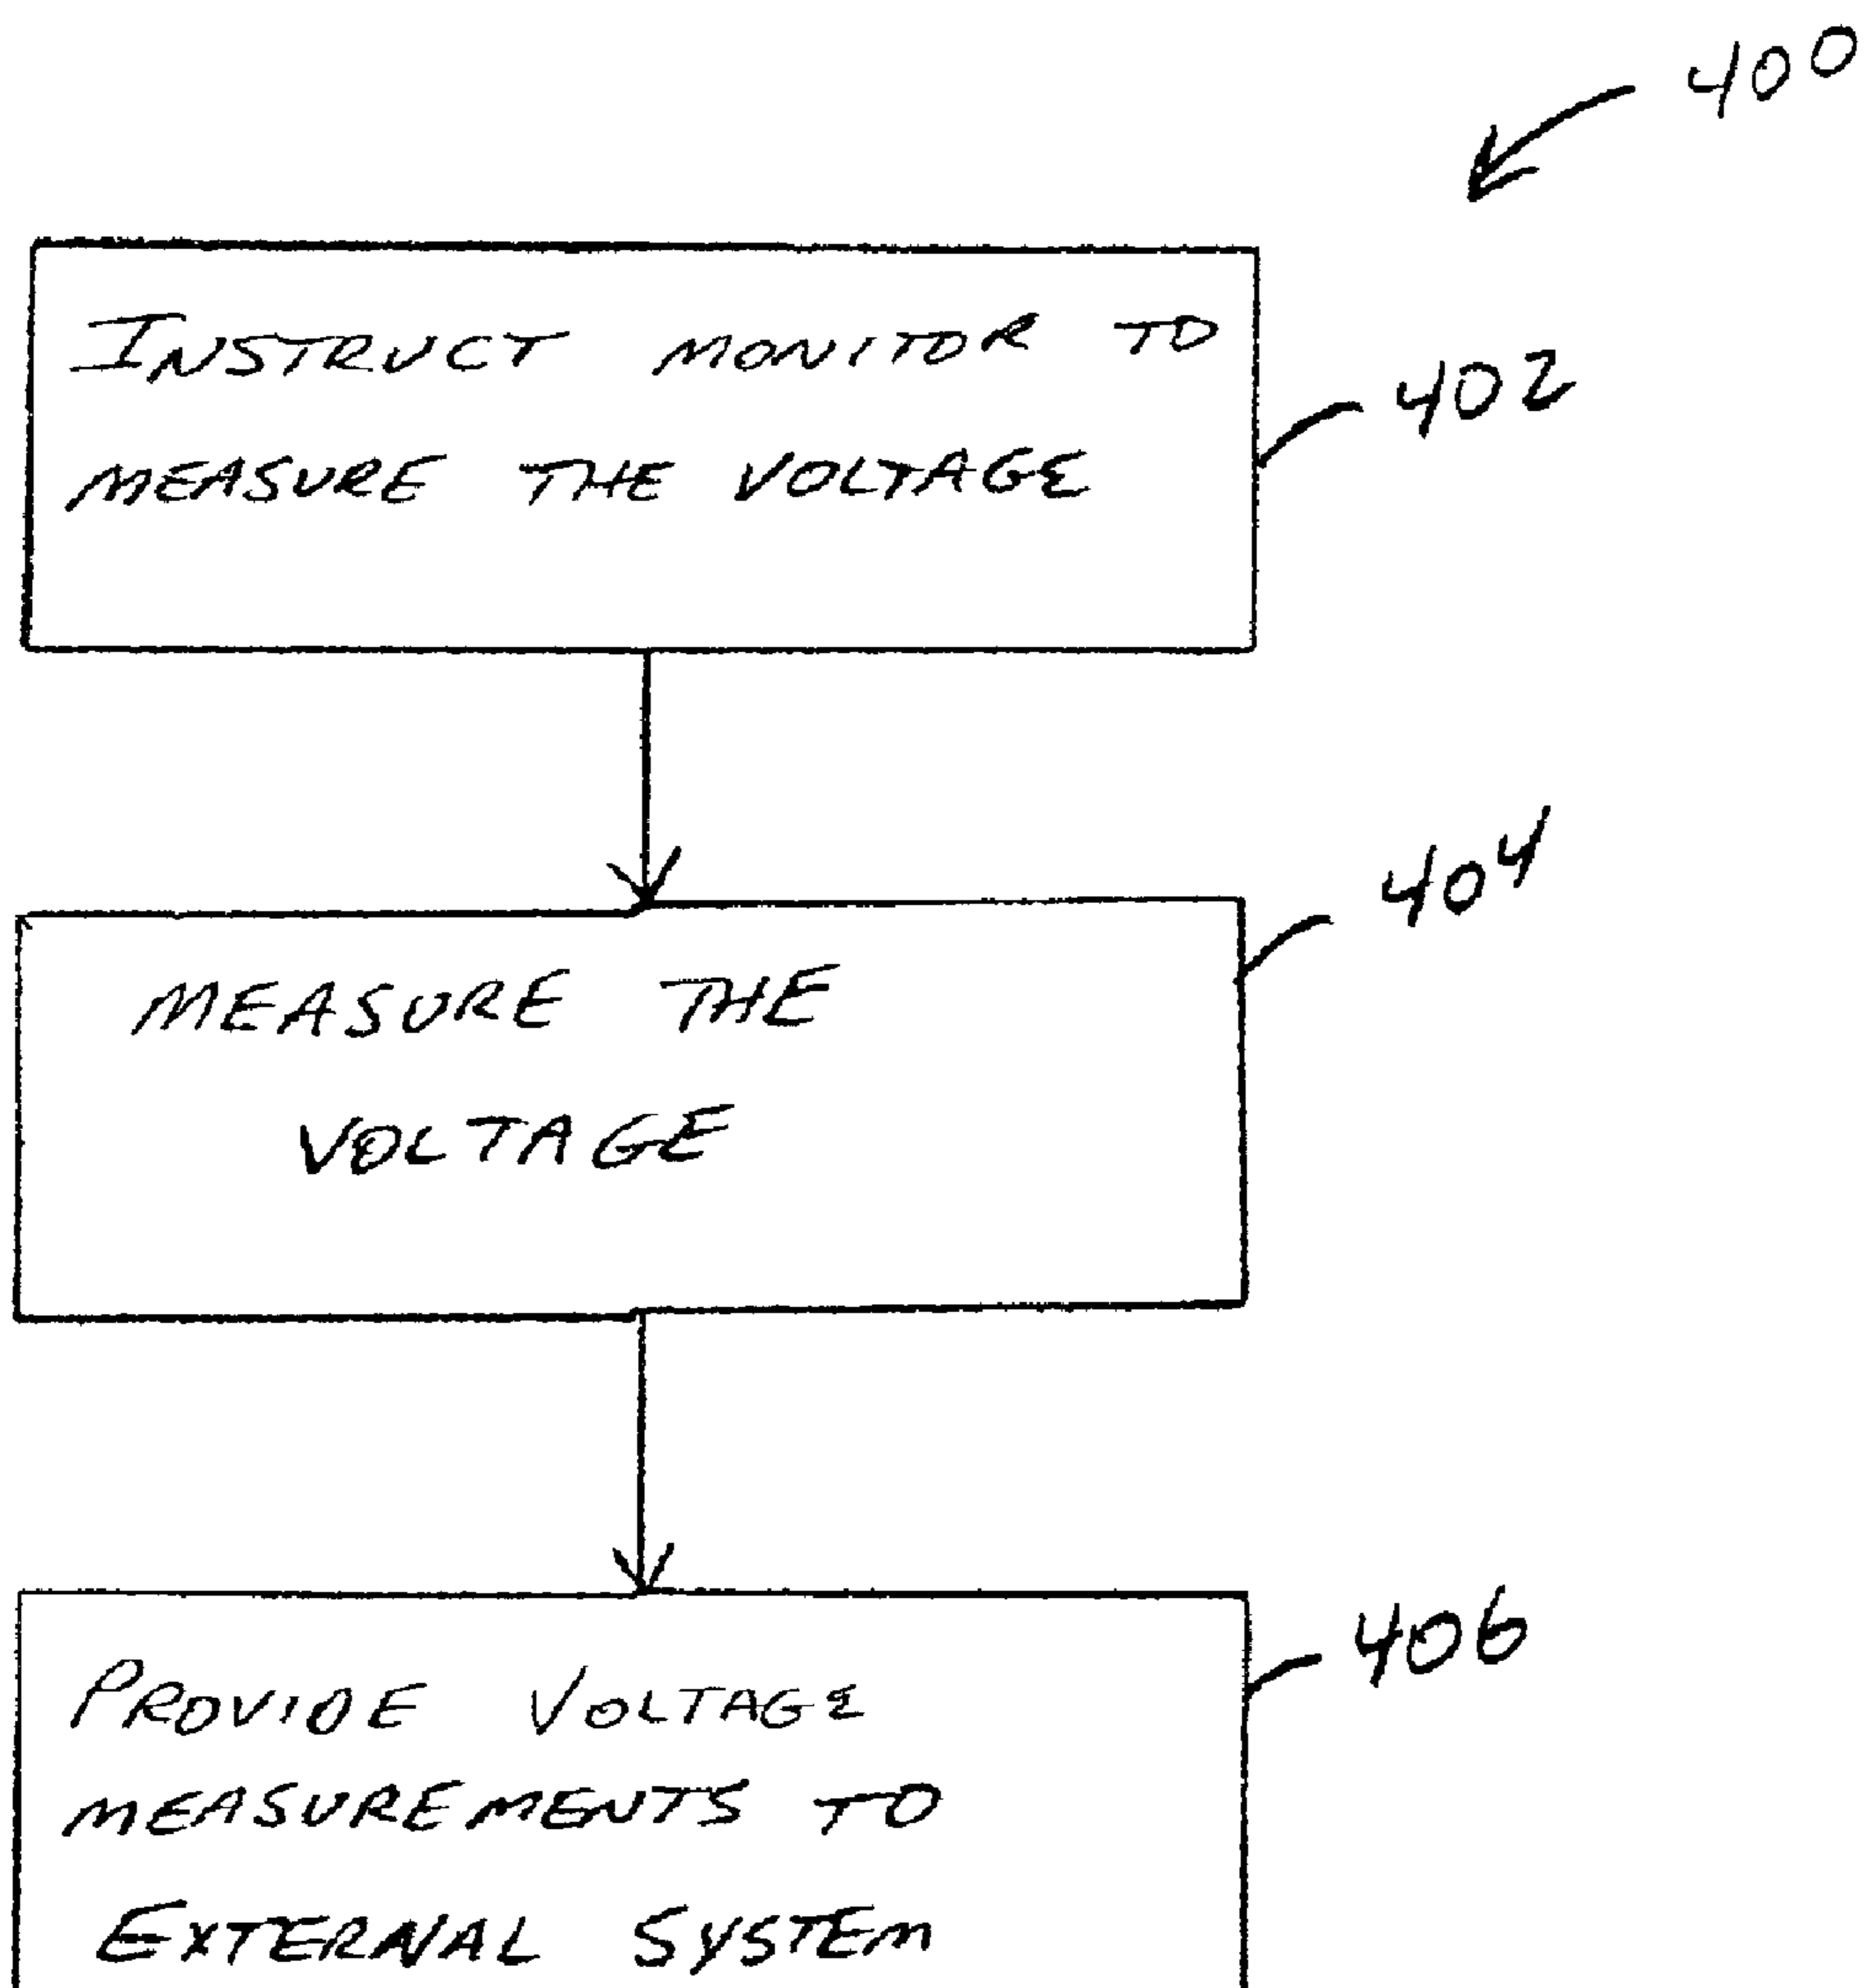 400
INSTRUCT MONITOR TO
MEASURE THE VOLTAGE
402
404
MEASURE THE
VOLTAGE
406
PROVIDE VOLTAGE
MEASUREMENTS TO
EXTERNAL SYSTEM